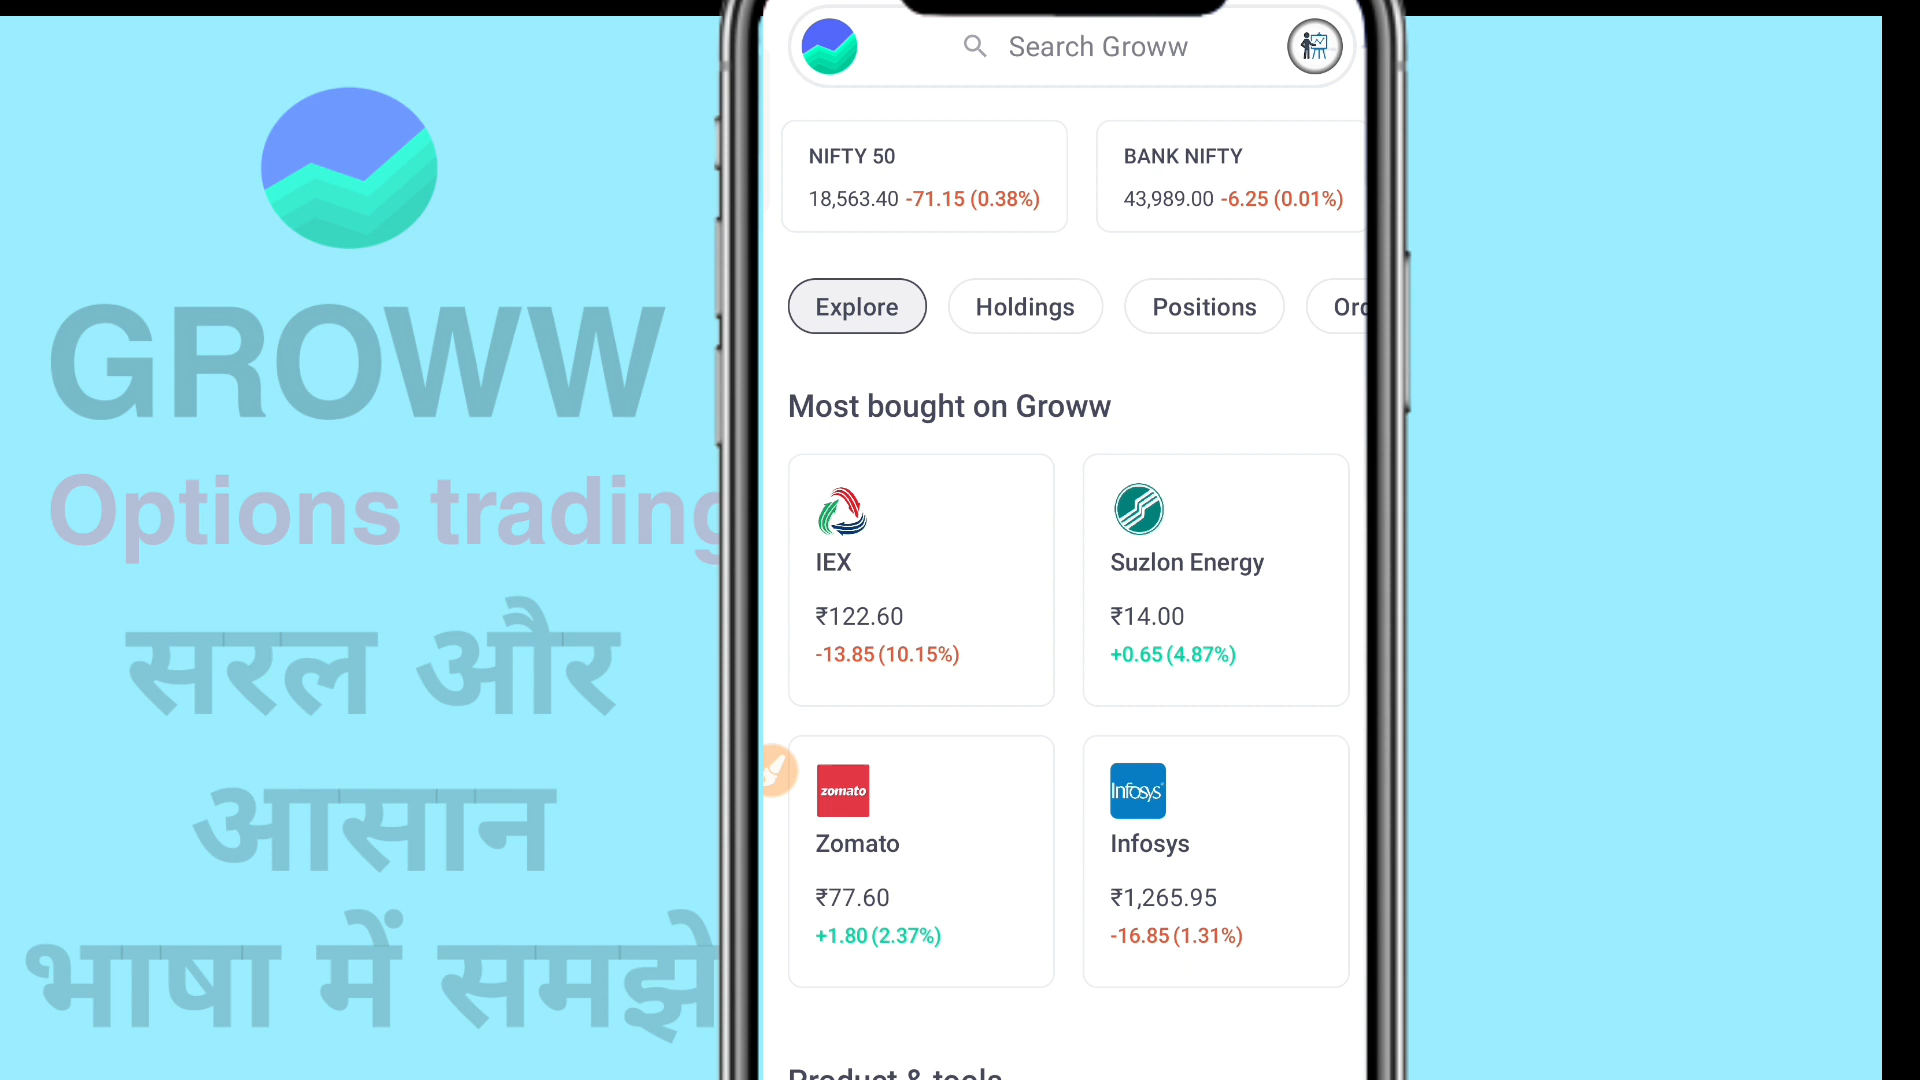 GROWW
Options trading
सरल और
आसान
भाषा में समझे
Search Groww
NIFTY 50
18,563.40 -71.15 (0.38%)
BANK NIFTY
43,989.00 -6.25 (0.01%)
Explore
Holdings
Positions
Most bought on Groww
IEX
₹122.60
-13.85 (10.15%)
Suzlon Energy
₹14.00
+0.65 (4.87%)
zomato
Zomato
₹77.60
+1.80 (2.37%)
Infosys
Infosys
₹1,265.95
-16.85 (1.31%)
Product & tools